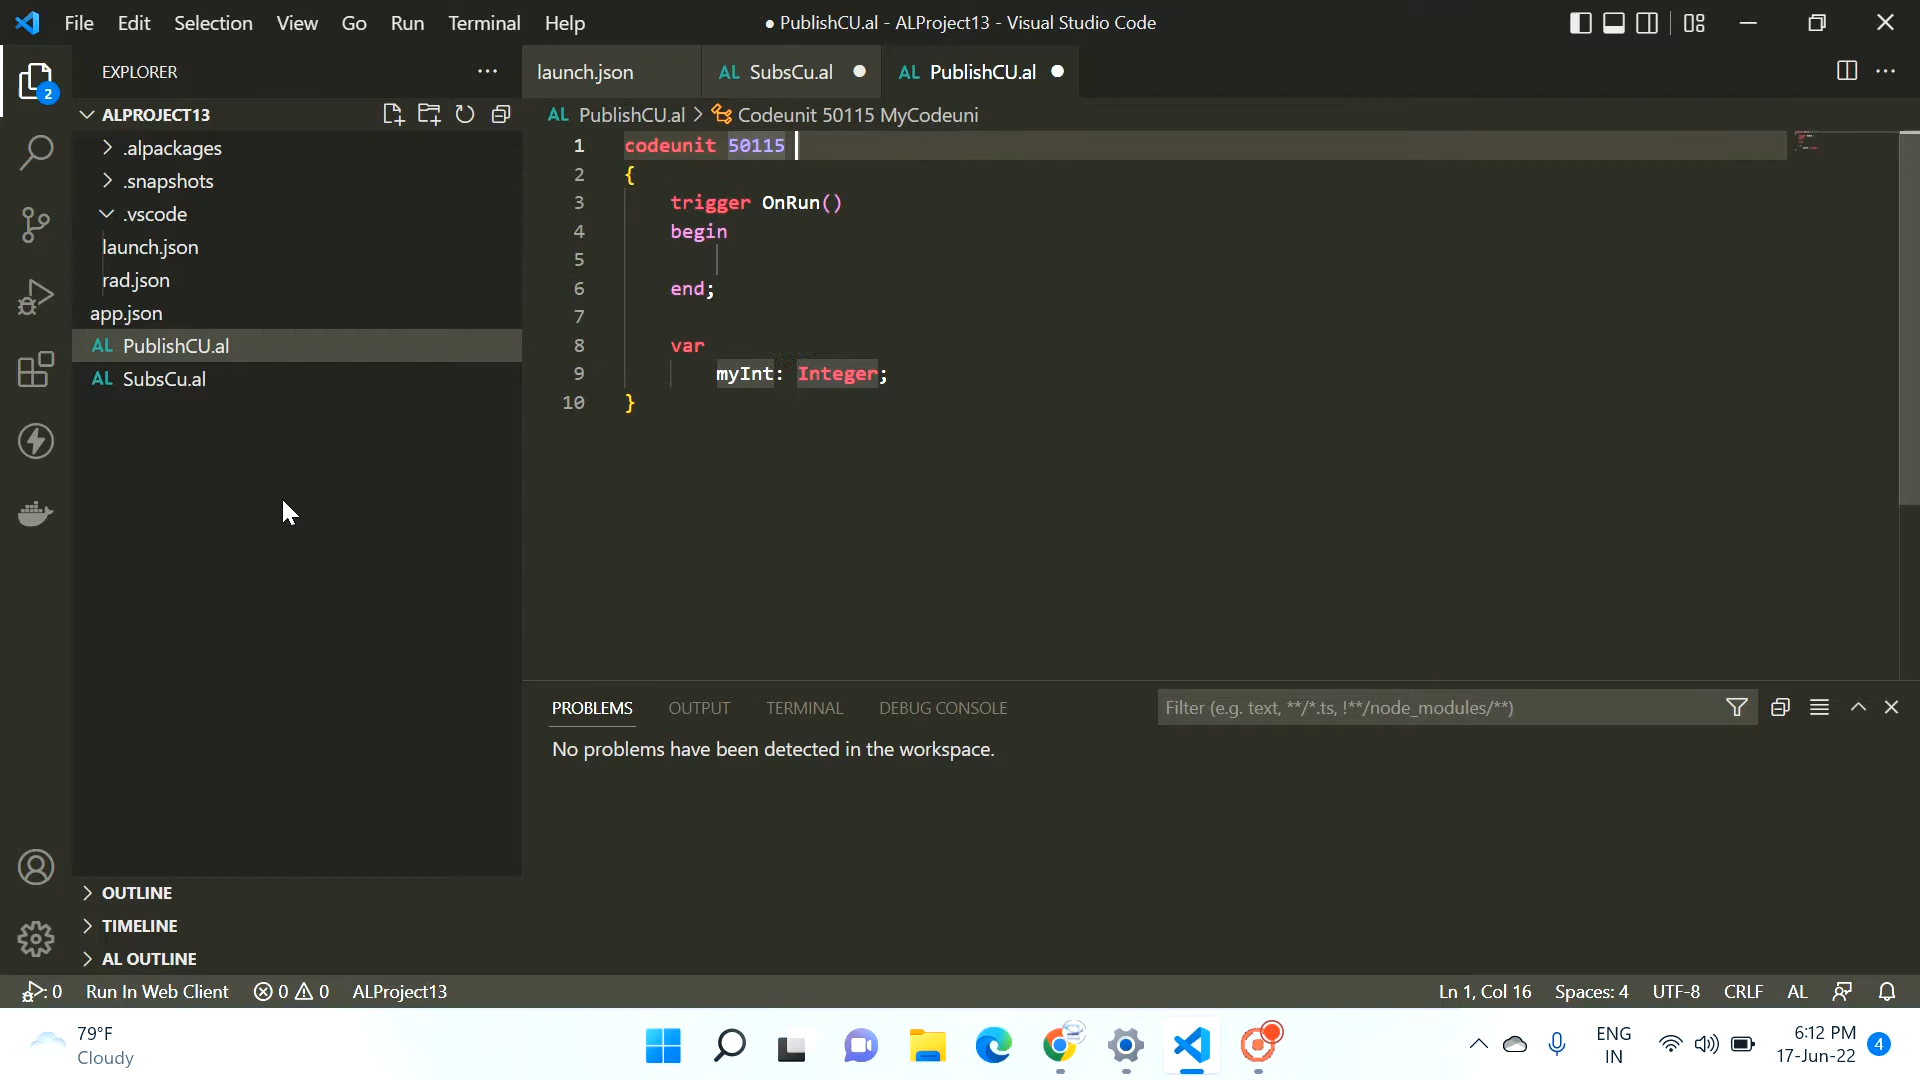 File Edit Selection View Go Run Terminal Help
● PublishCU.al - ALProject13 - Visual Studio Code
EXPLORER
2
launch.json
AL SubsCu.al
AL PublishCU.al
ALPROJECT13
AL PublishCU.al > Codeunit 50115 MyCodeuni
.alpackages
.snapshots
.vscode
launch.json
rad.json
app.json
AL PublishCU.al
AL SubsCu.al
1 codeunit 50115
2 {
3 trigger OnRun()
4 begin
5
6 end;
7
8 var
9 myInt: Integer;
10 }
PROBLEMS OUTPUT TERMINAL DEBUG CONSOLE
Filter (e.g. text, **/*.ts, !**/node_modules/**)
No problems have been detected in the workspace.
OUTLINE
TIMELINE
AL OUTLINE
0 Run In Web Client 0 0 ALProject13
Ln 1, Col 16 Spaces: 4 UTF-8 CRLF AL
79°F
Cloudy
ENG
IN
6:12 PM
17-Jun-22
4